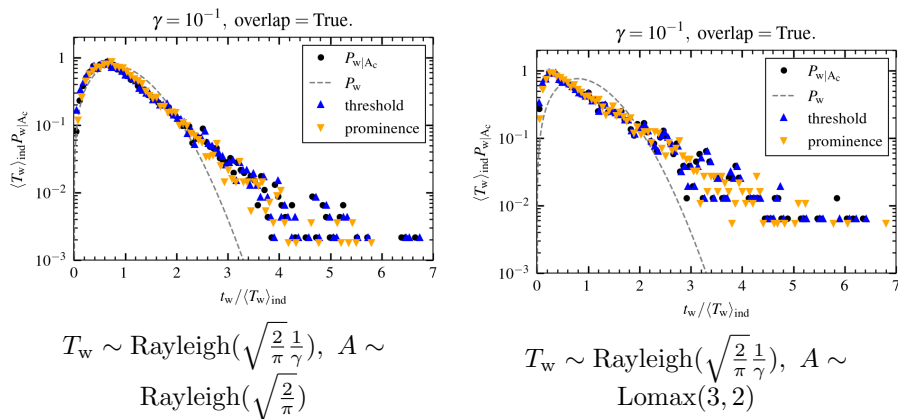 γ = 10⁻¹, overlap = True.
⟨T_w⟩_ind P_w|A_c
1
10⁻¹
10⁻²
10⁻³
P_w|A_c
P_w
threshold
prominence
0 1 2 3 4 5 6 7
t_w/⟨T_w⟩_ind
T_w ∼ Rayleigh(√(2/π) 1/γ), A ∼
Rayleigh(√(2/π))
γ = 10⁻¹, overlap = True.
⟨T_w⟩_ind P_w|A_c
1
10⁻¹
10⁻²
10⁻³
P_w|A_c
P_w
threshold
prominence
0 1 2 3 4 5 6 7
t_w/⟨T_w⟩_ind
T_w ∼ Rayleigh(√(2/π) 1/γ), A ∼
Lomax(3, 2)